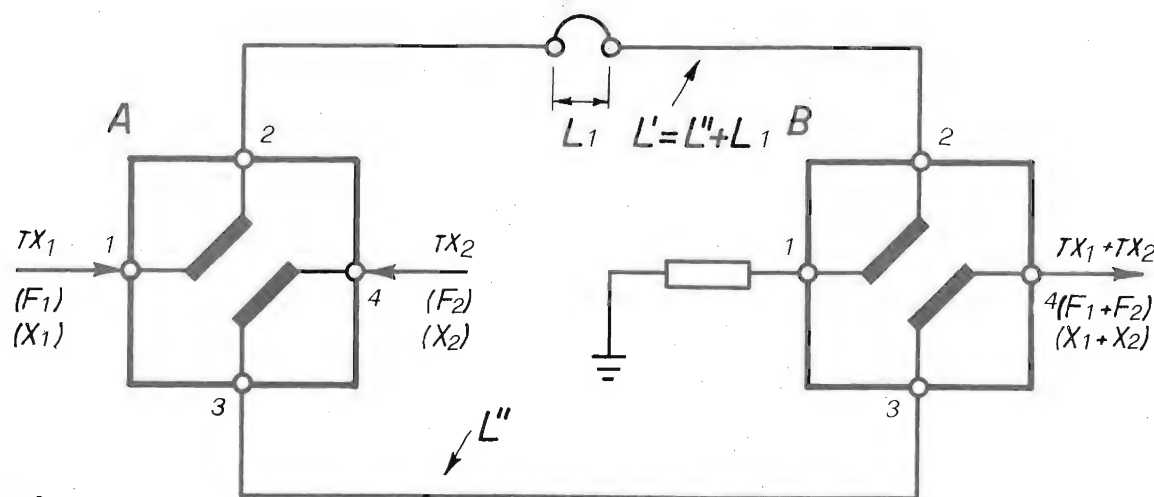 L1
L'=L''+L1
A
B
2
2
TX1
1
TX2
1
TX1+TX2
(F1)
(X1)
4
(F2)
(X2)
4
(F1+F2)
(X1+X2)
3
3
L''